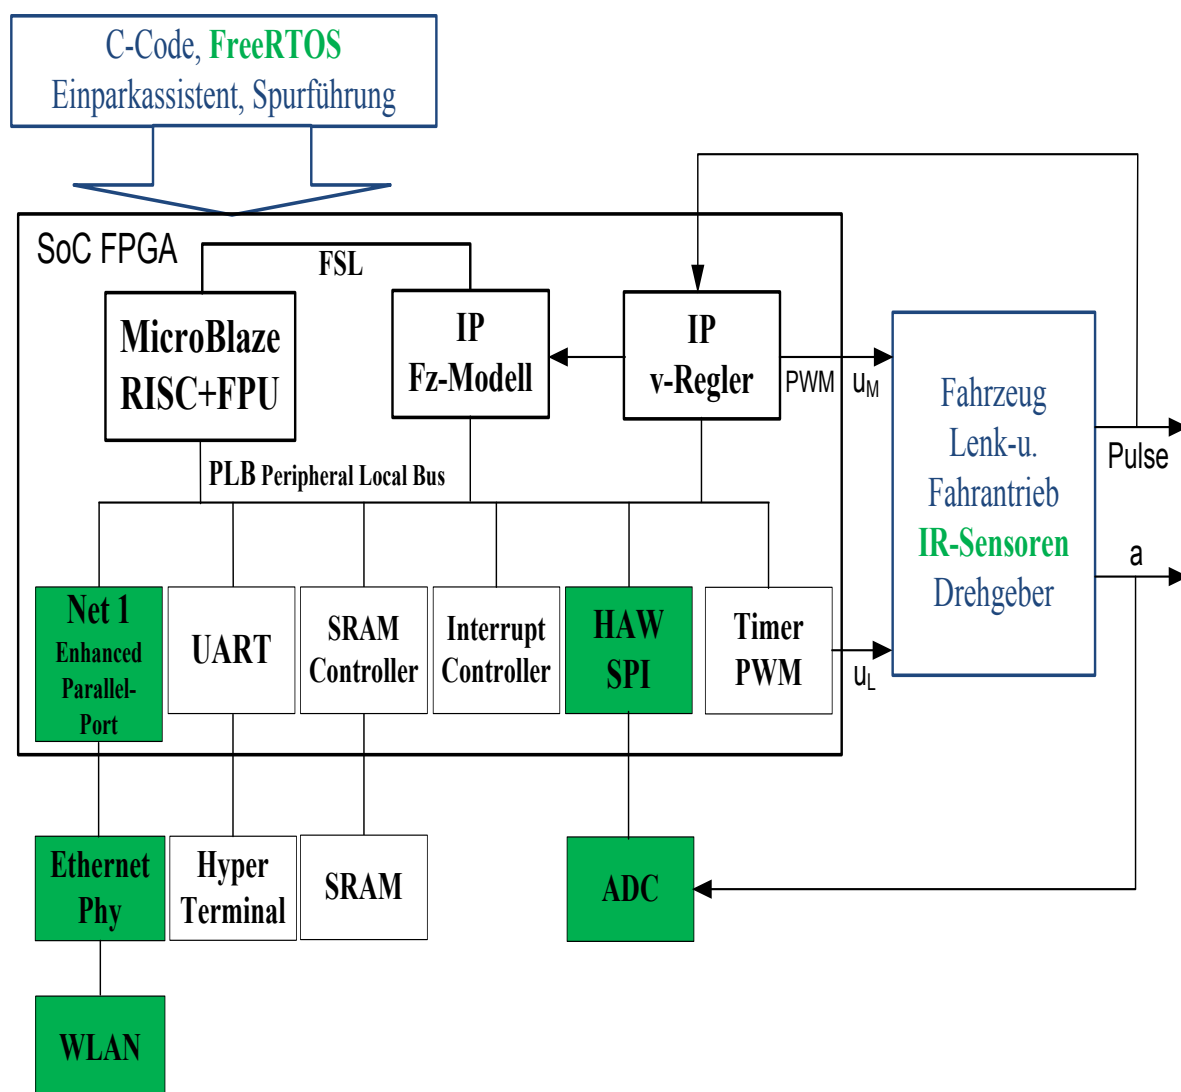 C-Code, FreeRTOS
Einparkassistent, Spurführung
SoC FPGA
FSL
MicroBlaze
RISC+FPU
IP
Fz-Modell
IP
v-Regler
PWM
u_M
Fahrzeug
Lenk-u.
Fahrantrieb
IR-Sensoren
Drehgeber
Pulse
a
PLB Peripheral Local Bus
Net 1
Enhanced
Parallel-
Port
UART
SRAM
Controller
Interrupt
Controller
HAW
SPI
Timer
PWM
u_L
Ethernet
Phy
Hyper
Terminal
SRAM
ADC
WLAN